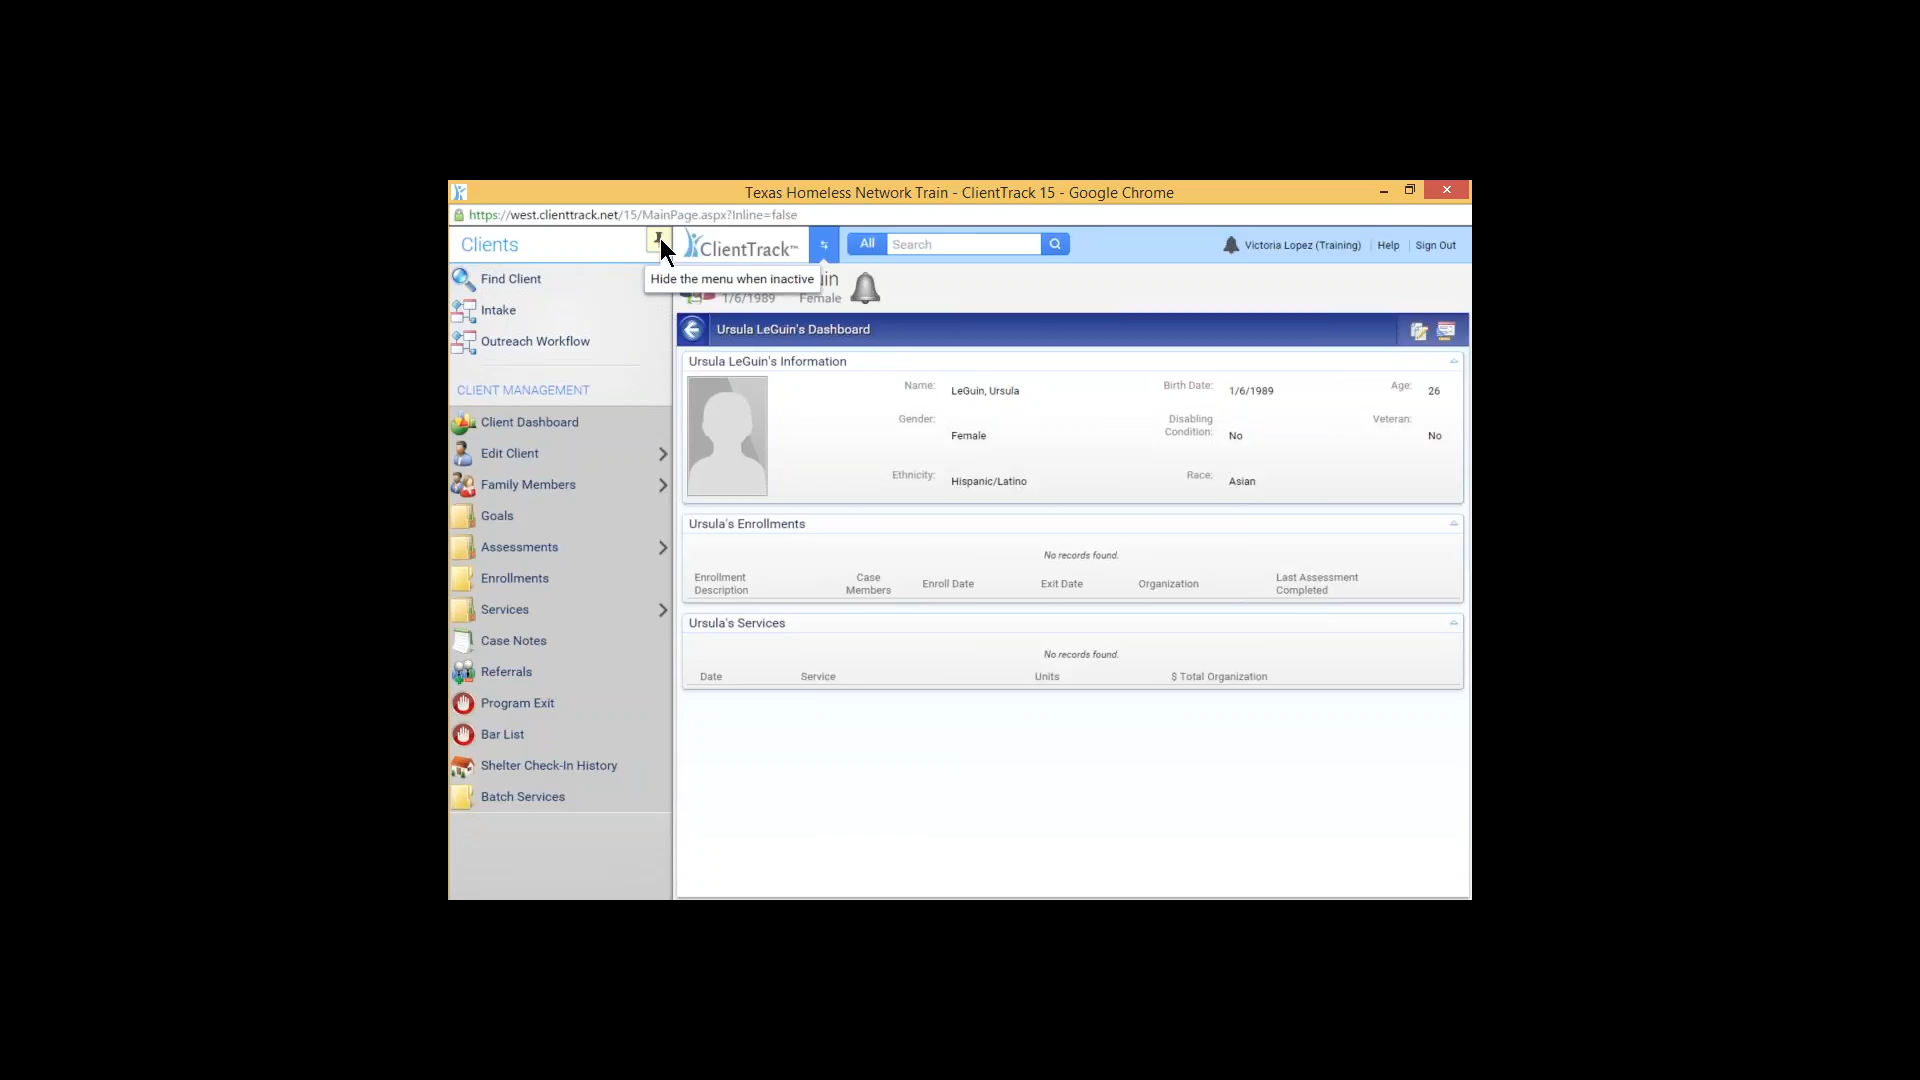 Texas Homeless Network Train - ClientTrack 15 - Google Chrome
https://west.clienttrack.net/15/MainPage.aspx?Inline=false
Clients
ClientTrack™
All
Search
Victoria Lopez (Training)
Help
Sign Out
Hide the menu when inactive
uin
1/6/1989 Female
Find Client
Intake
Outreach Workflow
CLIENT MANAGEMENT
Client Dashboard
Edit Client
Family Members
Goals
Assessments
Enrollments
Services
Case Notes
Referrals
Program Exit
Bar List
Shelter Check-In History
Batch Services
Ursula LeGuin's Dashboard
Ursula LeGuin's Information
Name: LeGuin, Ursula Birth Date: 1/6/1989 Age: 26
Gender: Female Disabling Condition: No Veteran: No
Ethnicity: Hispanic/Latino Race: Asian
Ursula's Enrollments
No records found.
Enrollment Description Case Members Enroll Date Exit Date Organization Last Assessment Completed
Ursula's Services
No records found.
Date Service Units $ Total Organization